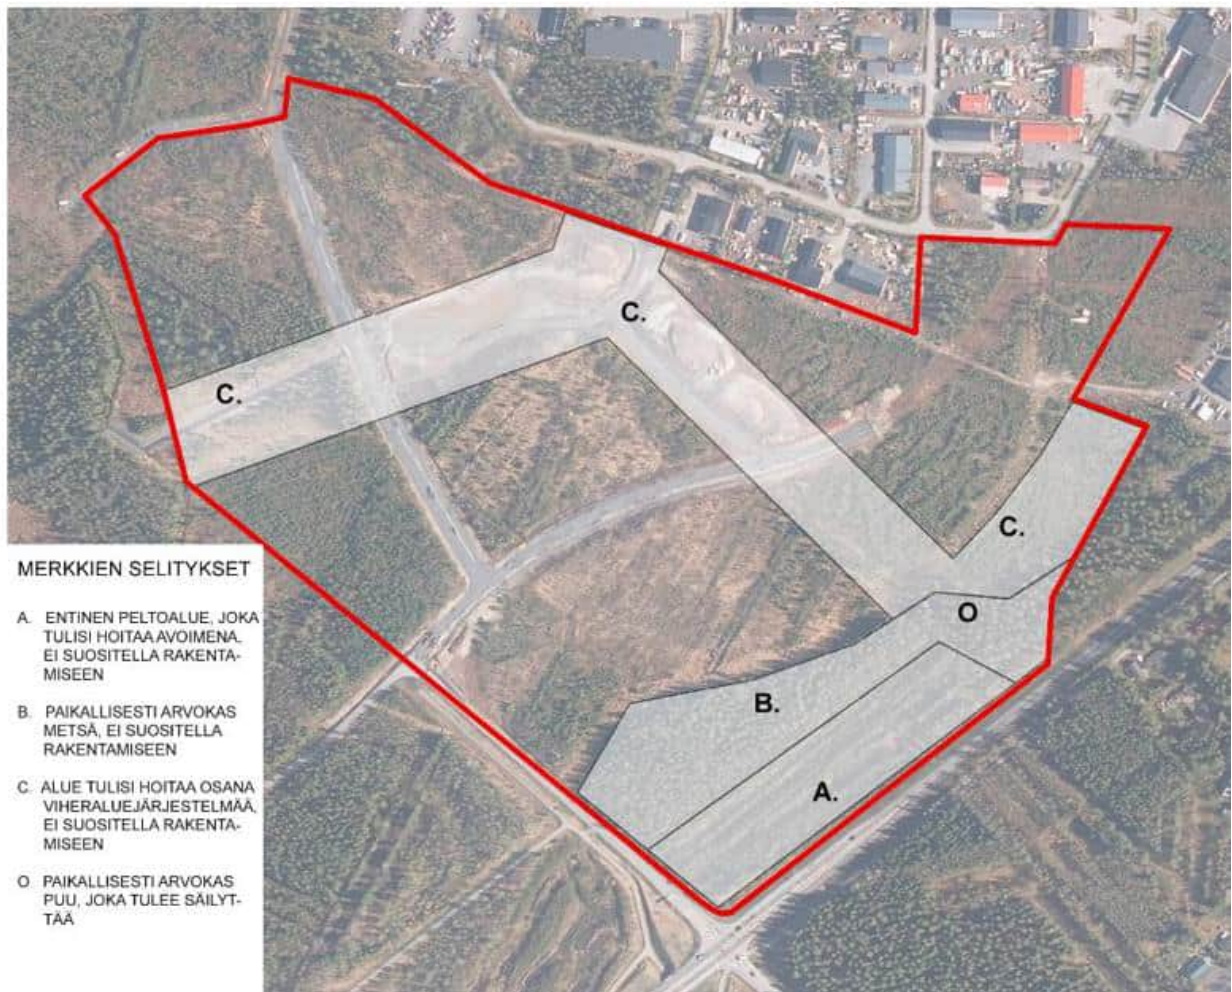 C.
C.
C.
O
B.
A.
MERKKIEN SELITYKSET
A. ENTINEN PELTOALUE, JOKA
TULISI HOITAA AVOIMENA,
EI SUOSITELLA RAKENTA-
MISEEN
B. PAIKALLISESTI ARVOKAS
METSÄ, EI SUOSITELLA
RAKENTAMISEEN
C. ALUE TULISI HOITAA OSANA
VIHERALUEJÄRJESTELMÄÄ,
EI SUOSITELLA RAKENTA-
MISEEN
O PAIKALLISESTI ARVOKAS
PUU, JOKA TULEE SÄILYT-
TÄÄ